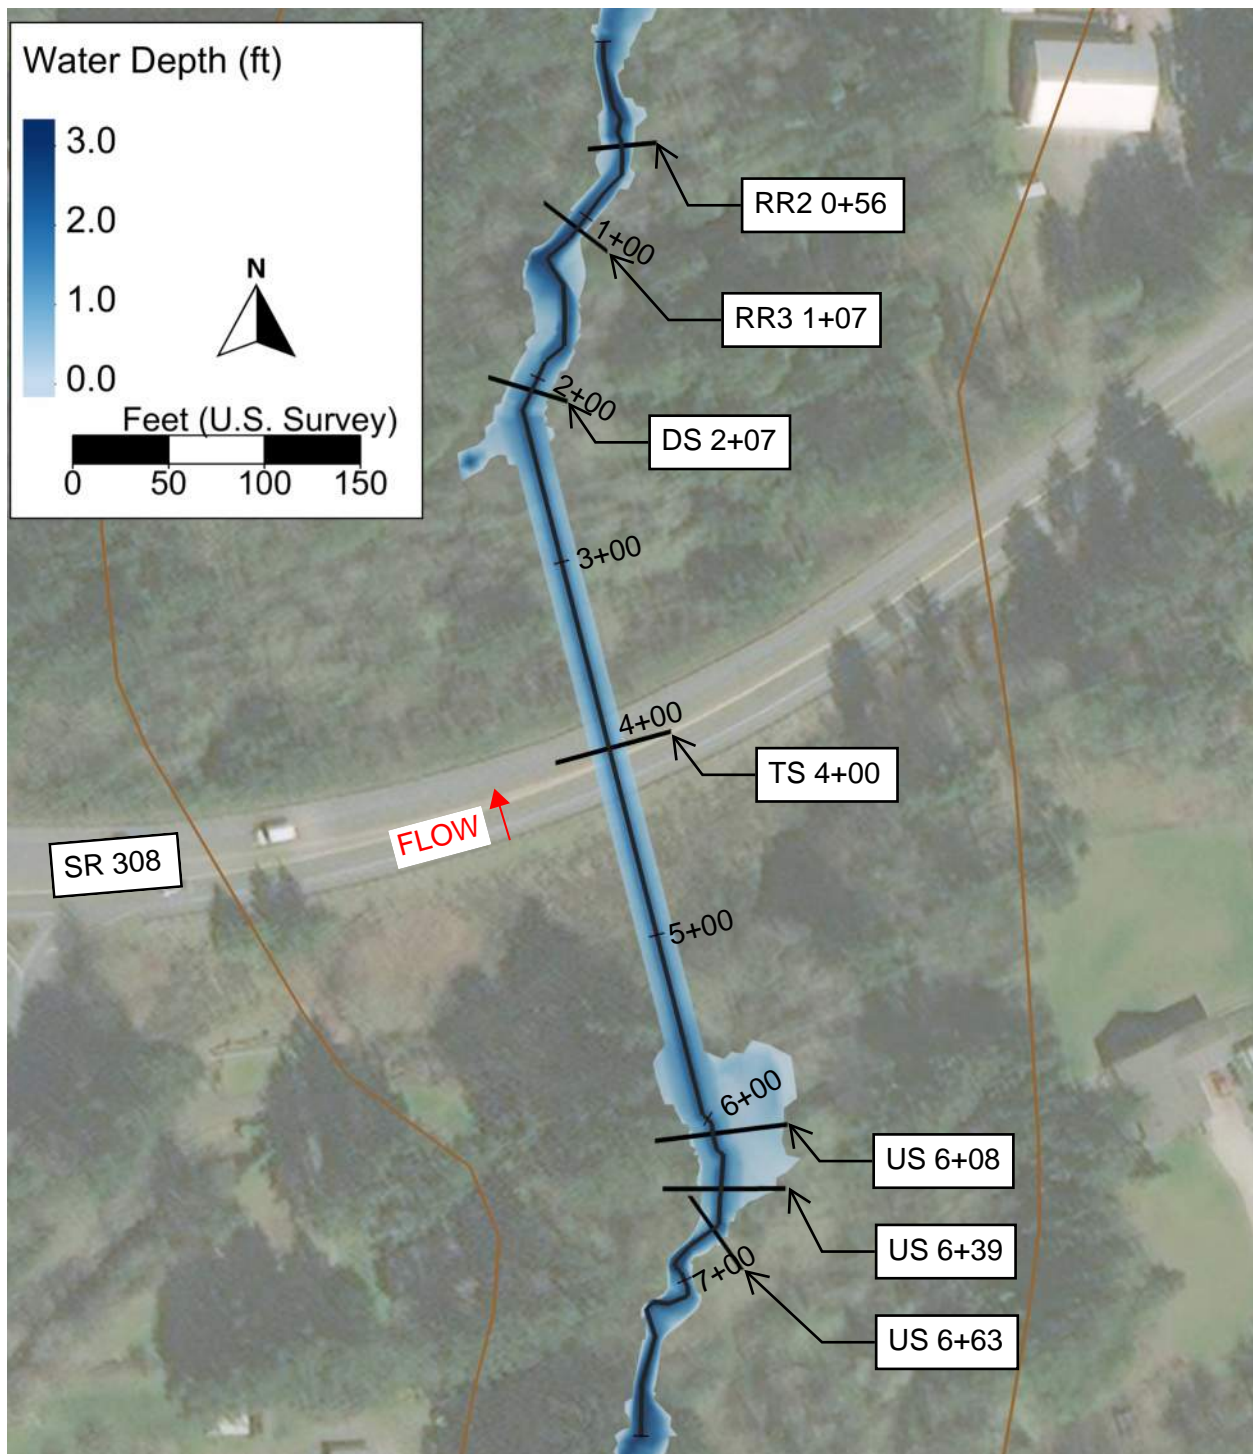 Water Depth (ft)
3.0
2.0
1.0
0.0
N
Feet (U.S. Survey)
0 50 100 150
RR2 0+56
1+00
RR3 1+07
2+00
DS 2+07
3+00
4+00
TS 4+00
FLOW
SR 308
5+00
6+00
US 6+08
US 6+39
7+00
US 6+63